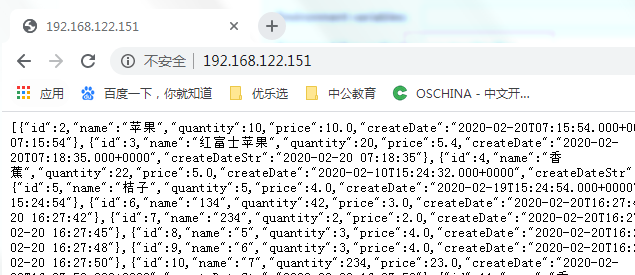 192.168.122.151
不安全 192.168.122.151
应用 百度一下，你就知道 优乐选 中公教育 OSCHINA - 中文开...
[{"id":2,"name":"苹果","quantity":10,"price":10.0,"createDate":"2020-02-20T07:15:54.000+0
07:15:54"},{"id":3,"name":"红富士苹果","quantity":20,"price":5.4,"createDate":"2020-02-
20T07:18:35.000+0000","createDateStr":"2020-02-20 07:18:35"},{"id":4,"name":"香
蕉","quantity":22,"price":5.0,"createDate":"2020-02-10T15:24:32.000+0000","createDateStr"
{"id":5,"name":"桔子","quantity":5,"price":4.0,"createDate":"2020-02-19T15:24:54.000+0000"
15:24:54"},{"id":6,"name":"134","quantity":42,"price":3.0,"createDate":"2020-02-20T16:27:4
20 16:27:42"},{"id":7,"name":"234","quantity":2,"price":2.0,"createDate":"2020-02-20T16:27
02-20 16:27:45"},{"id":8,"name":"5","quantity":3,"price":4.0,"createDate":"2020-02-20T16:2
02-20 16:27:48"},{"id":9,"name":"6","quantity":3,"price":4.0,"createDate":"2020-02-20T16:2
02-20 16:27:50"},{"id":10,"name":"7","quantity":234,"price":23.0,"createDate":"2020-02-